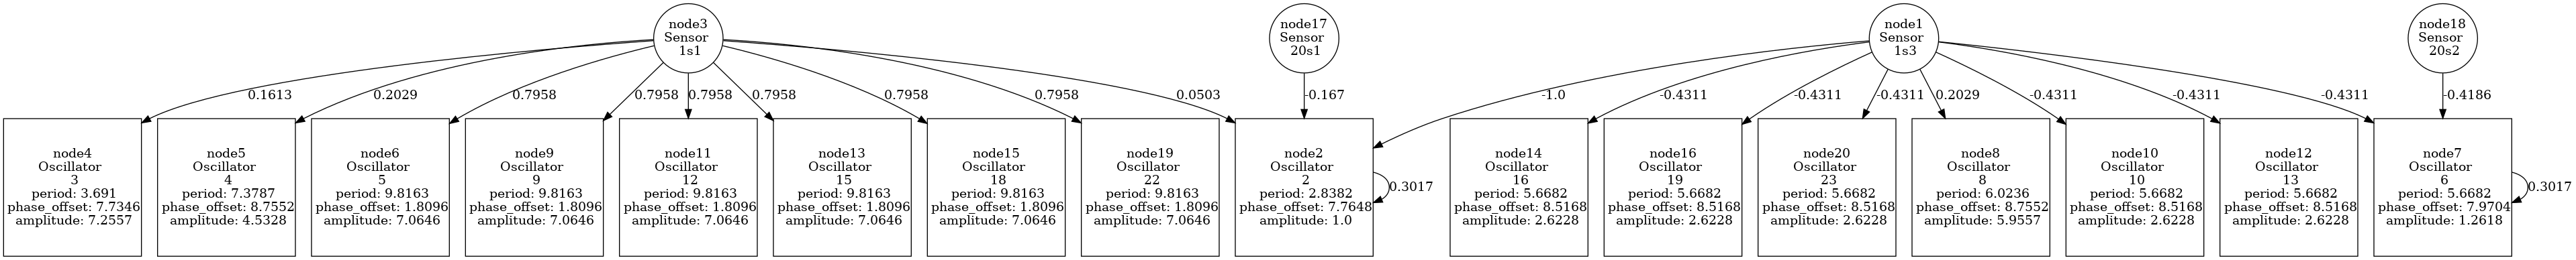 node3
Sensor
1s1
node17
Sensor
20s1
node1
Sensor
1s3
node18
Sensor
20s2
0.1613
0.2029
0.7958
0.7958
0.7958
0.7958
0.7958
0.7958
0.0503
-0.167
-1.0
-0.4311
-0.4311
-0.4311
0.2029
-0.4311
-0.4311
-0.4311
-0.4186
node4
Oscillator
3
period: 3.691
phase_offset: 7.7346
amplitude: 7.2557
node5
Oscillator
4
period: 7.3787
phase_offset: 8.7552
amplitude: 4.5328
node6
Oscillator
5
period: 9.8163
phase_offset: 1.8096
amplitude: 7.0646
node9
Oscillator
9
period: 9.8163
phase_offset: 1.8096
amplitude: 7.0646
node11
Oscillator
12
period: 9.8163
phase_offset: 1.8096
amplitude: 7.0646
node13
Oscillator
15
period: 9.8163
phase_offset: 1.8096
amplitude: 7.0646
node15
Oscillator
18
period: 9.8163
phase_offset: 1.8096
amplitude: 7.0646
node19
Oscillator
22
period: 9.8163
phase_offset: 1.8096
amplitude: 7.0646
node2
Oscillator
2
period: 2.8382
phase_offset: 7.7648
amplitude: 1.0
0.3017
node14
Oscillator
16
period: 5.6682
phase_offset: 8.5168
amplitude: 2.6228
node16
Oscillator
19
period: 5.6682
phase_offset: 8.5168
amplitude: 2.6228
node20
Oscillator
23
period: 5.6682
phase_offset: 8.5168
amplitude: 2.6228
node8
Oscillator
8
period: 6.0236
phase_offset: 8.7552
amplitude: 5.9557
node10
Oscillator
10
period: 5.6682
phase_offset: 8.5168
amplitude: 2.6228
node12
Oscillator
13
period: 5.6682
phase_offset: 8.5168
amplitude: 2.6228
node7
Oscillator
6
period: 5.6682
phase_offset: 7.9704
amplitude: 1.2618
0.3017